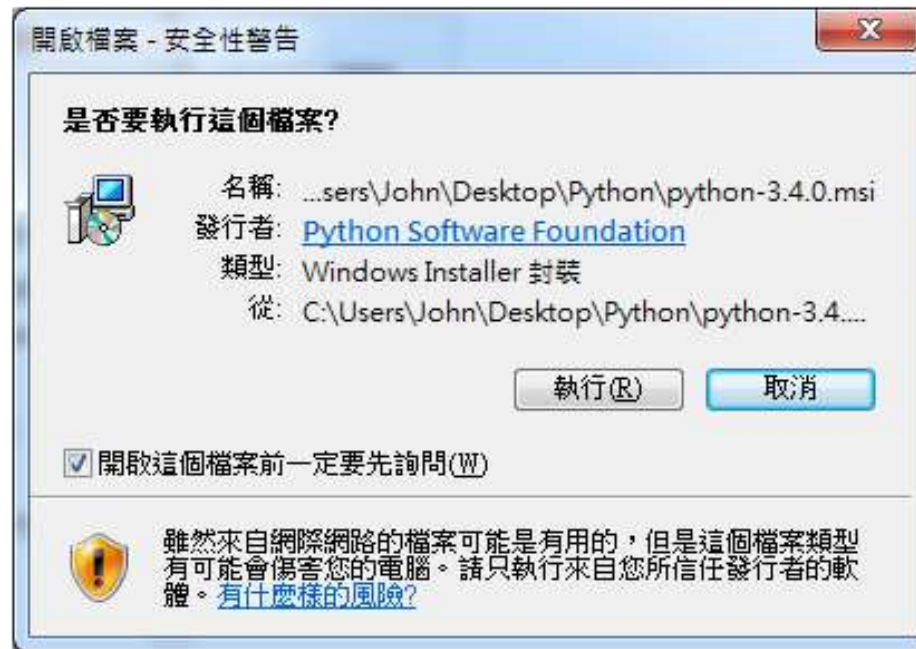 開啟檔案 - 安全性警告
是否要執行這個檔案?
名稱: ...sers\John\Desktop\Python\python-3.4.0.msi
發行者: Python Software Foundation
類型: Windows Installer 封裝
從: C:\Users\John\Desktop\Python\python-3.4....
執行(R) 取消
開啟這個檔案前一定要先詢問(W)
雖然來自網際網路的檔案可能是有用的，但是這個檔案類型
有可能會傷害您的電腦。請只執行來自您所信任發行者的軟
體。有什麼樣的風險?